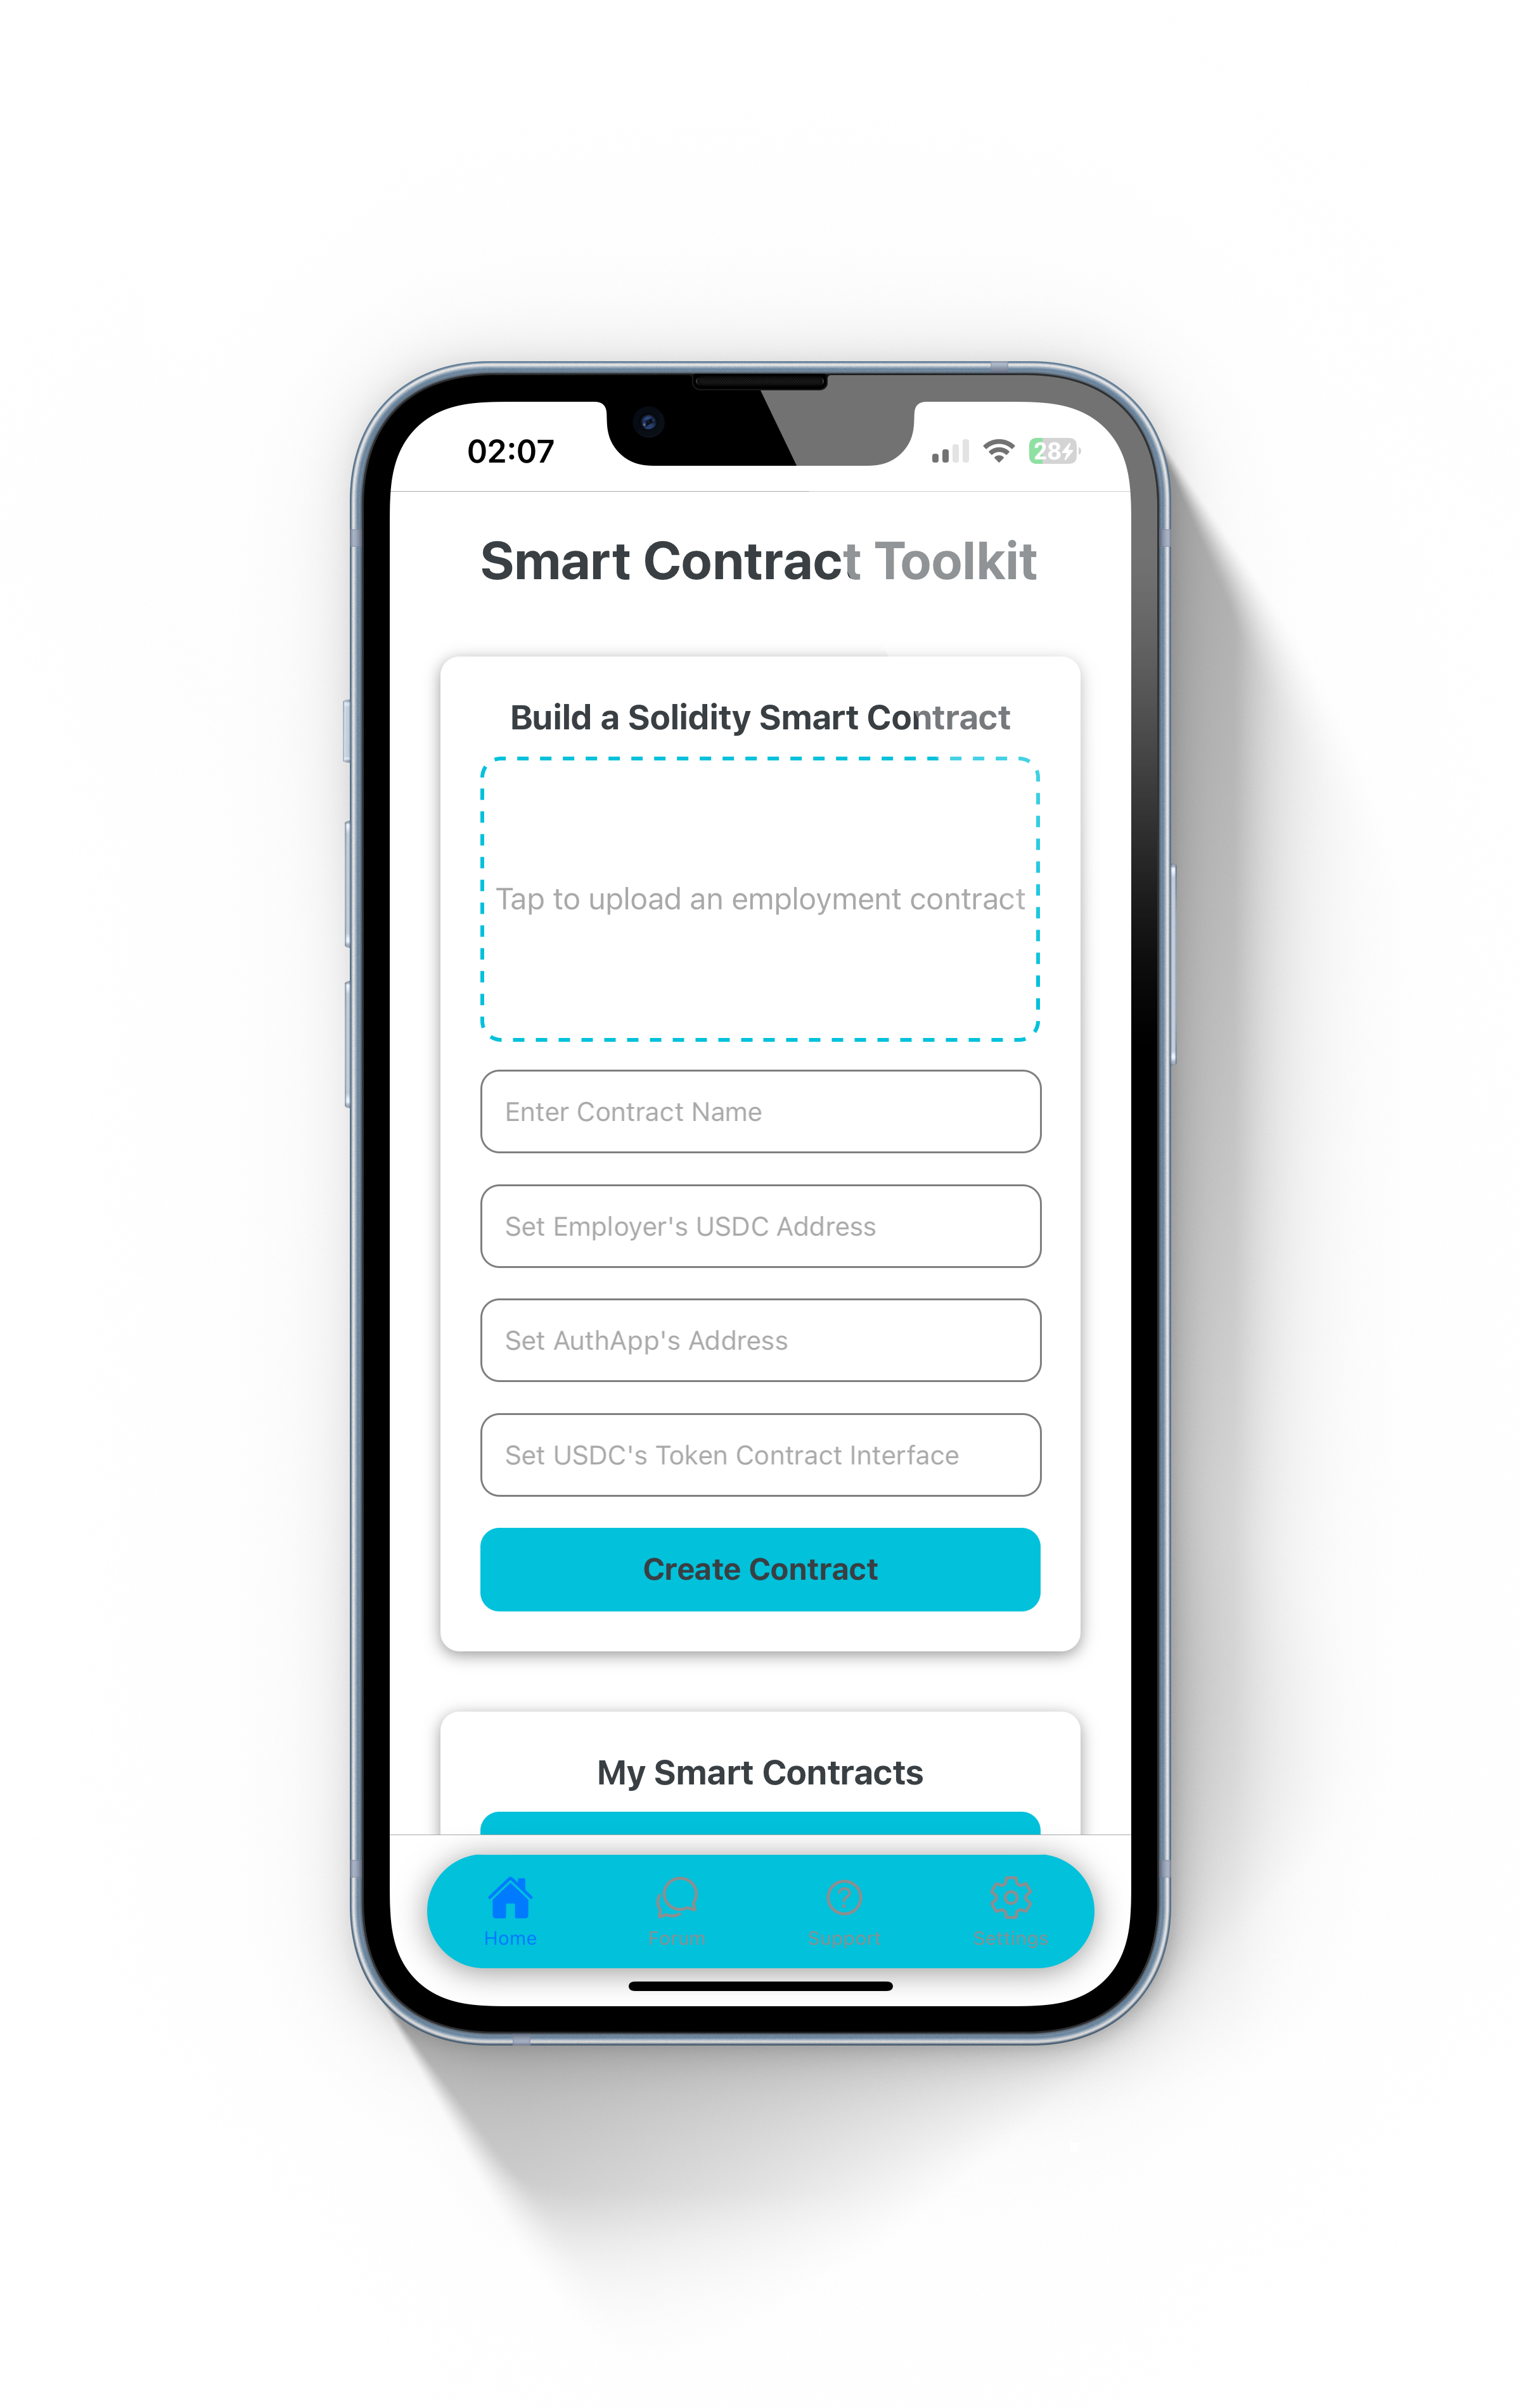 02:07
28
Smart Contract Toolkit
Build a Solidity Smart Contract
Tap to upload an employment contract
Enter Contract Name
Set Employer's USDC Address
Set AuthApp's Address
Set USDC's Token Contract Interface
Create Contract
My Smart Contracts
Home Forum Support Settings